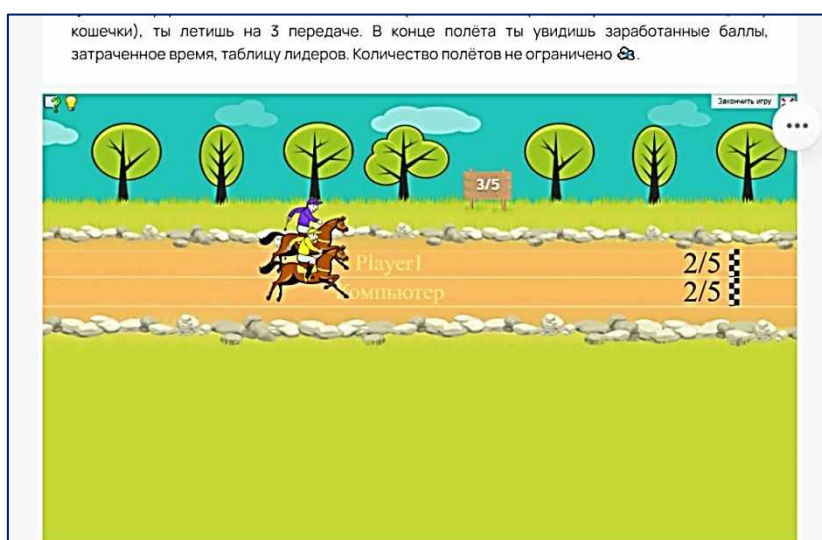 кошечки), ты летишь на 3 передаче. В конце полёта ты увидишь заработанные баллы,
затраченное время, таблицу лидеров. Количество полётов не ограничено
Закончить игру
3/5
Player1 2/5
Компьютер 2/5